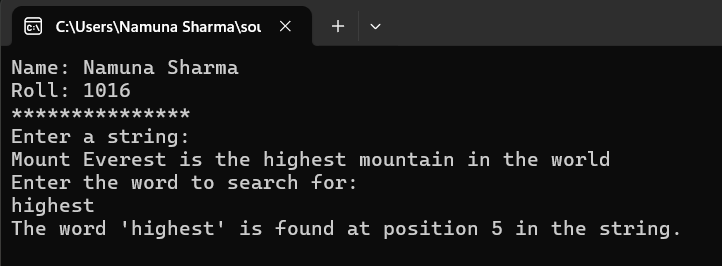 C:\Users\Namuna Sharma\sou
Name: Namuna Sharma
Roll: 1016
***************
Enter a string:
Mount Everest is the highest mountain in the world
Enter the word to search for:
highest
The word 'highest' is found at position 5 in the string.